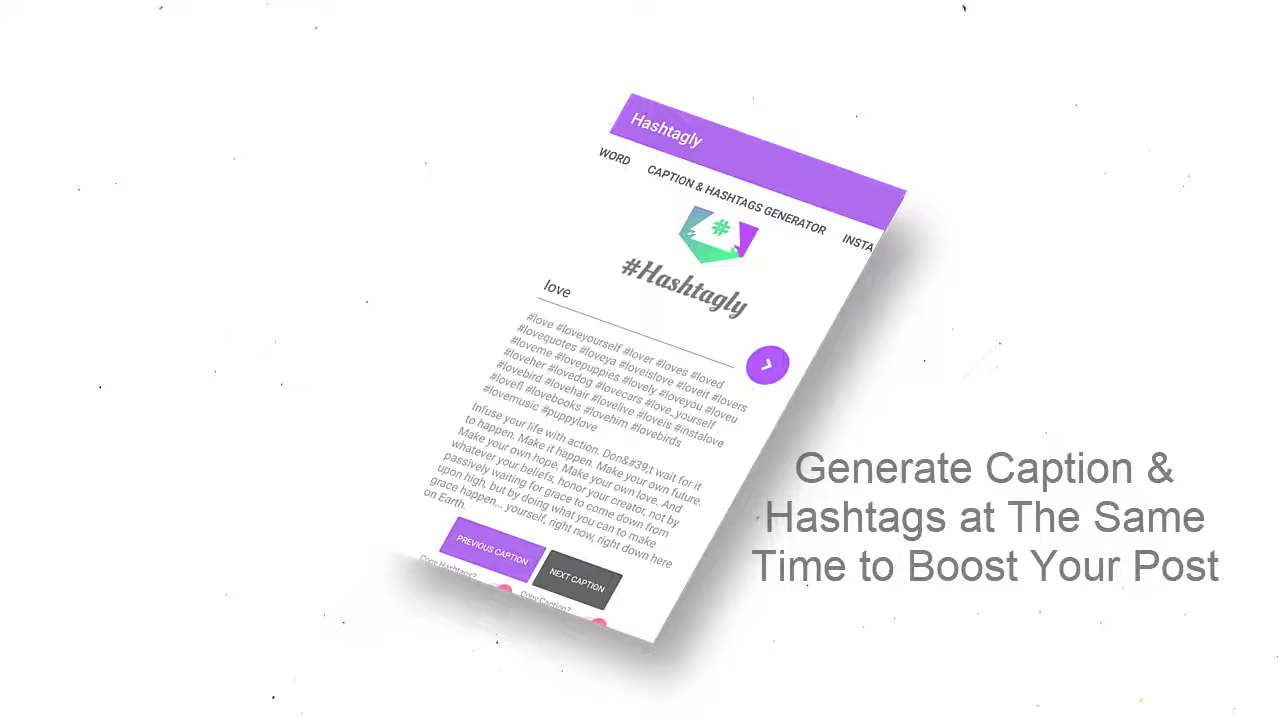 Hashtagly
WORD
CAPTION & HASHTAGS GENERATOR
INSTA
#
#Hashtagly
love
#love #loveyourself #lover #loves #loved
#lovequotes #loveya #loveislove #loveit #lovers
#loveme #lovepuppies #lovely #loveyou #loveu
#loveher #lovedog #lovecars #love_yourself
#lovebird #lovehair #lovelive #loveis #instalove
#lovefl #lovebooks #lovehim #lovebirds
#lovemusic #puppylove
Infuse your life with action. Don&#39;t wait for it
to happen. Make it happen. Make your own future.
Make your own hope. Make your own love. And
whatever your beliefs, honor your creator, not by
passively waiting for grace to come down from
upon high, but by doing what you can to make
grace happen... yourself, right now, right down here
on Earth.
PREVIOUS CAPTION
NEXT CAPTION
Copy Hashtags?
Copy Caption?
Generate Caption &
Hashtags at The Same
Time to Boost Your Post